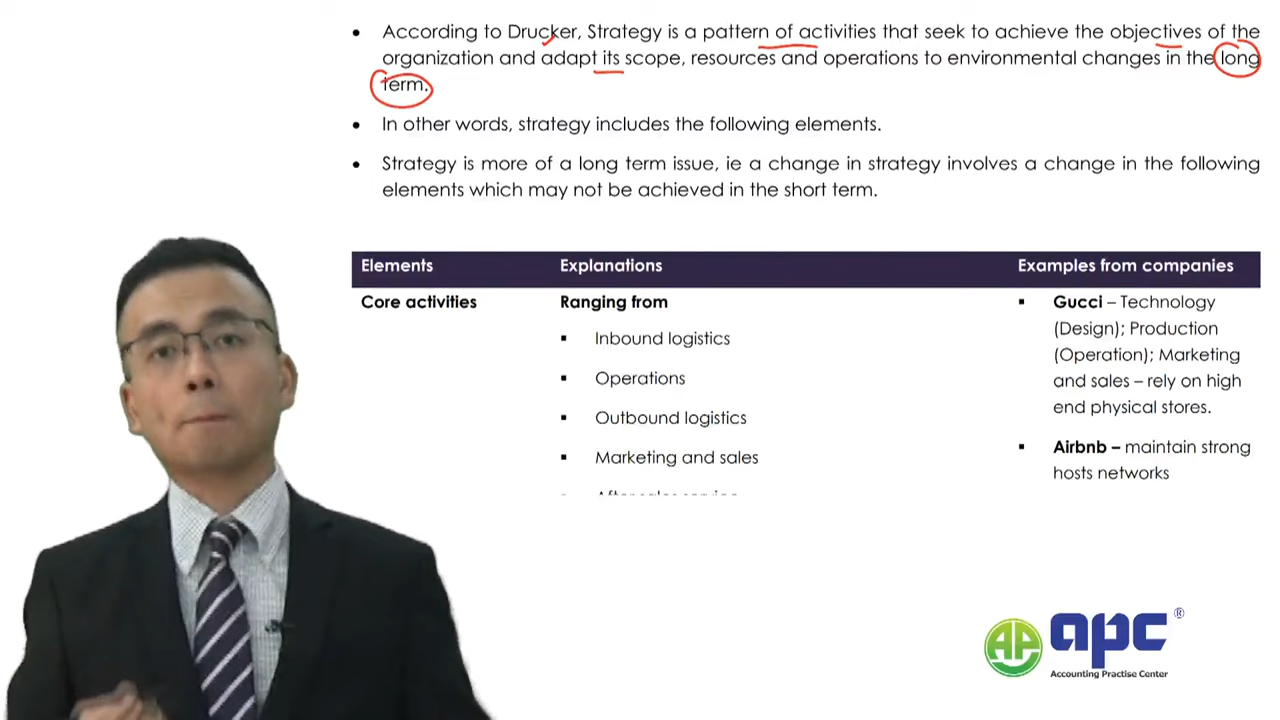 • According to Drucker, Strategy is a pattern of activities that seek to achieve the objectives of the
organization and adapt its scope, resources and operations to environmental changes in the long
term.
• In other words, strategy includes the following elements.
• Strategy is more of a long term issue, ie a change in strategy involves a change in the following
elements which may not be achieved in the short term.
Elements Explanations Examples from companies
Core activities
Ranging from
▪ Inbound logistics
▪ Operations
▪ Outbound logistics
▪ Marketing and sales
▪ Gucci – Technology
(Design); Production
(Operation); Marketing
and sales – rely on high
end physical stores.
▪ Airbnb – maintain strong
hosts networks
AP apc ®
Accounting Practise Center